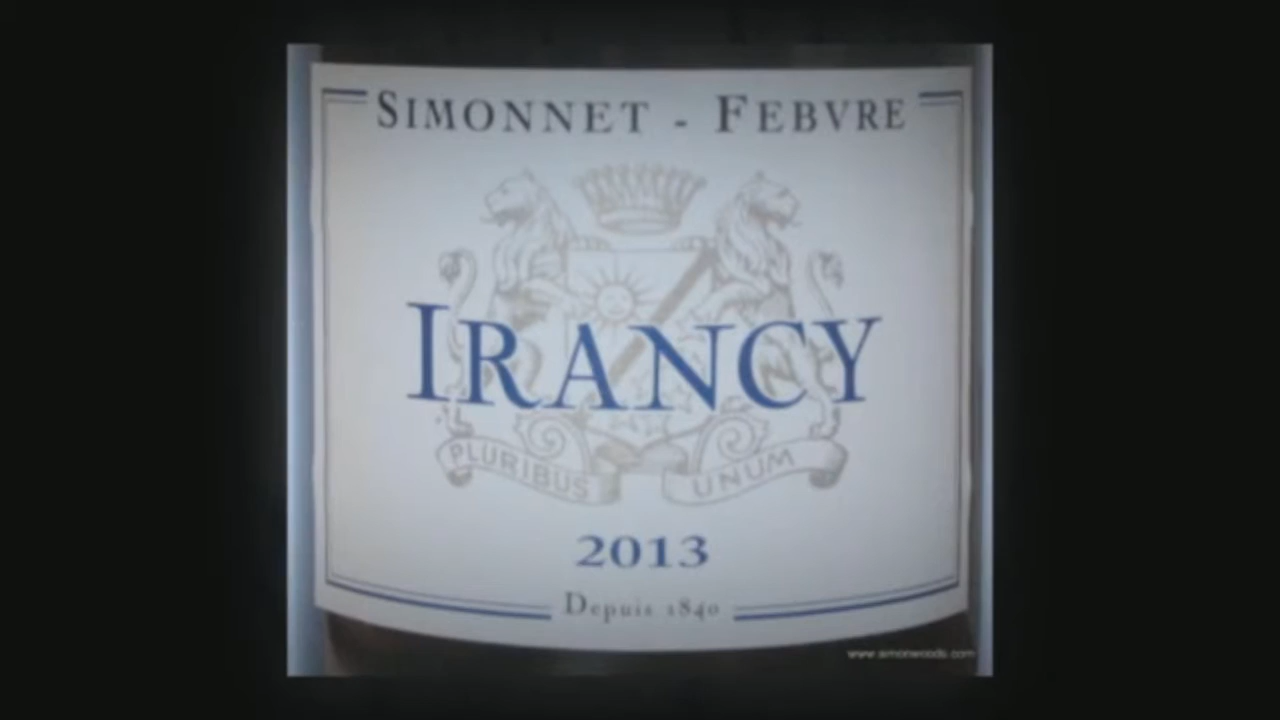 SIMONNET - FEBVRE
IRANCY
PLURIBUS UNUM
2013
Depuis 1840
www.simonwoods.com